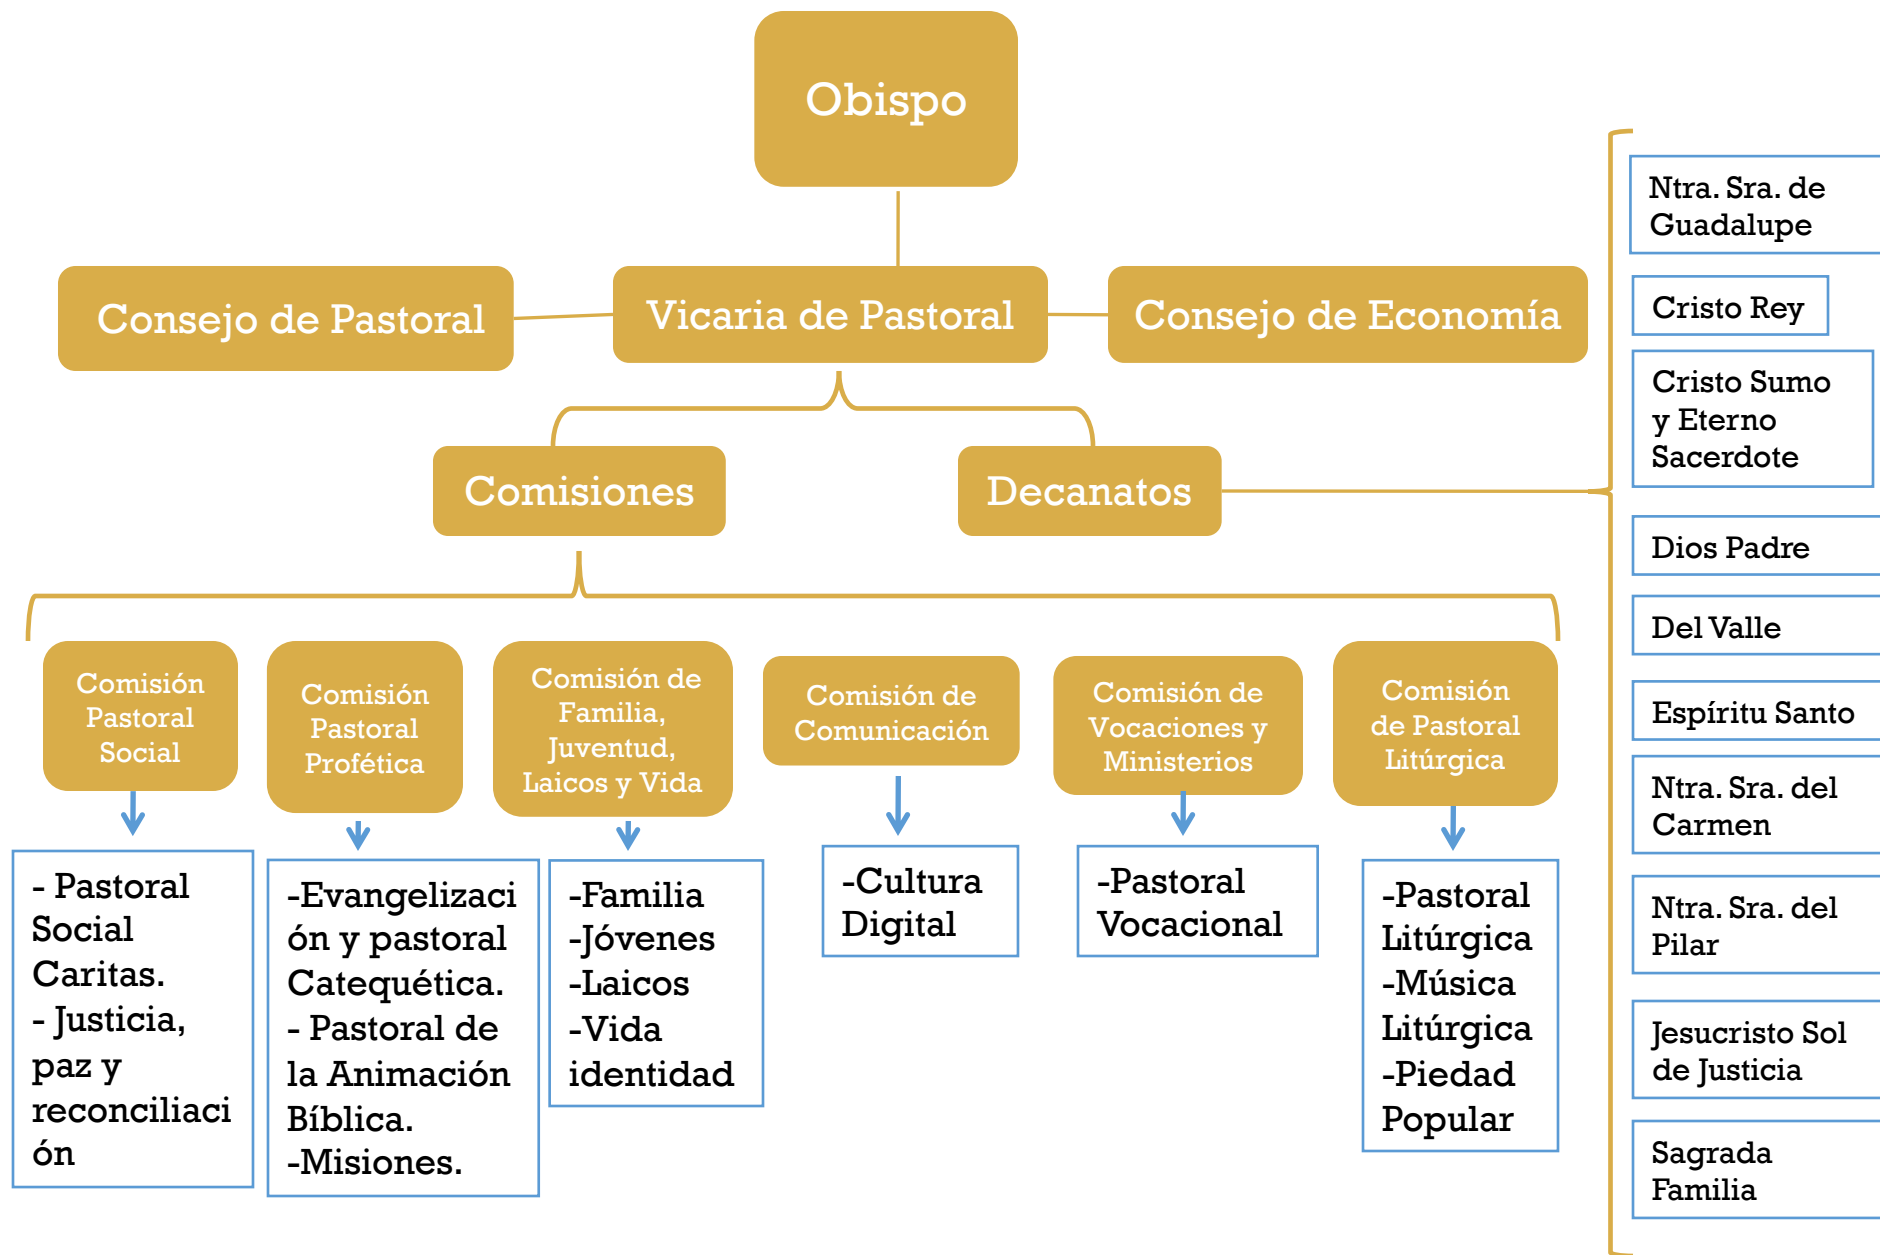 Obispo
Consejo de Pastoral
Vicaria de Pastoral
Consejo de Economía
Comisiones
Decanatos
Comisión
Pastoral
Social
Comisión
Pastoral
Profética
Comisión de
Familia,
Juventud,
Laicos y Vida
Comisión de
Comunicación
Comisión de
Vocaciones y
Ministerios
Comisión
de Pastoral
Litúrgica
- Pastoral
Social
Caritas.
- Justicia,
paz y
reconciliaci
ón
-Evangelizaci
ón y pastoral
Catequética.
- Pastoral de
la Animación
Bíblica.
-Misiones.
-Familia
-Jóvenes
-Laicos
-Vida
identidad
-Cultura
Digital
-Pastoral
Vocacional
-Pastoral
Litúrgica
-Música
Litúrgica
-Piedad
Popular
Ntra. Sra. de
Guadalupe
Cristo Rey
Cristo Sumo
y Eterno
Sacerdote
Dios Padre
Del Valle
Espíritu Santo
Ntra. Sra. del
Carmen
Ntra. Sra. del
Pilar
Jesucristo Sol
de Justicia
Sagrada
Familia